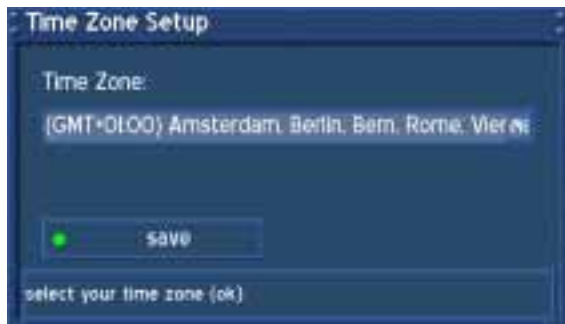 Time Zone Setup
Time Zone:
(GMT+01:00) Amsterdam, Berlin, Bern, Rome,
save
select your time zone (ok)